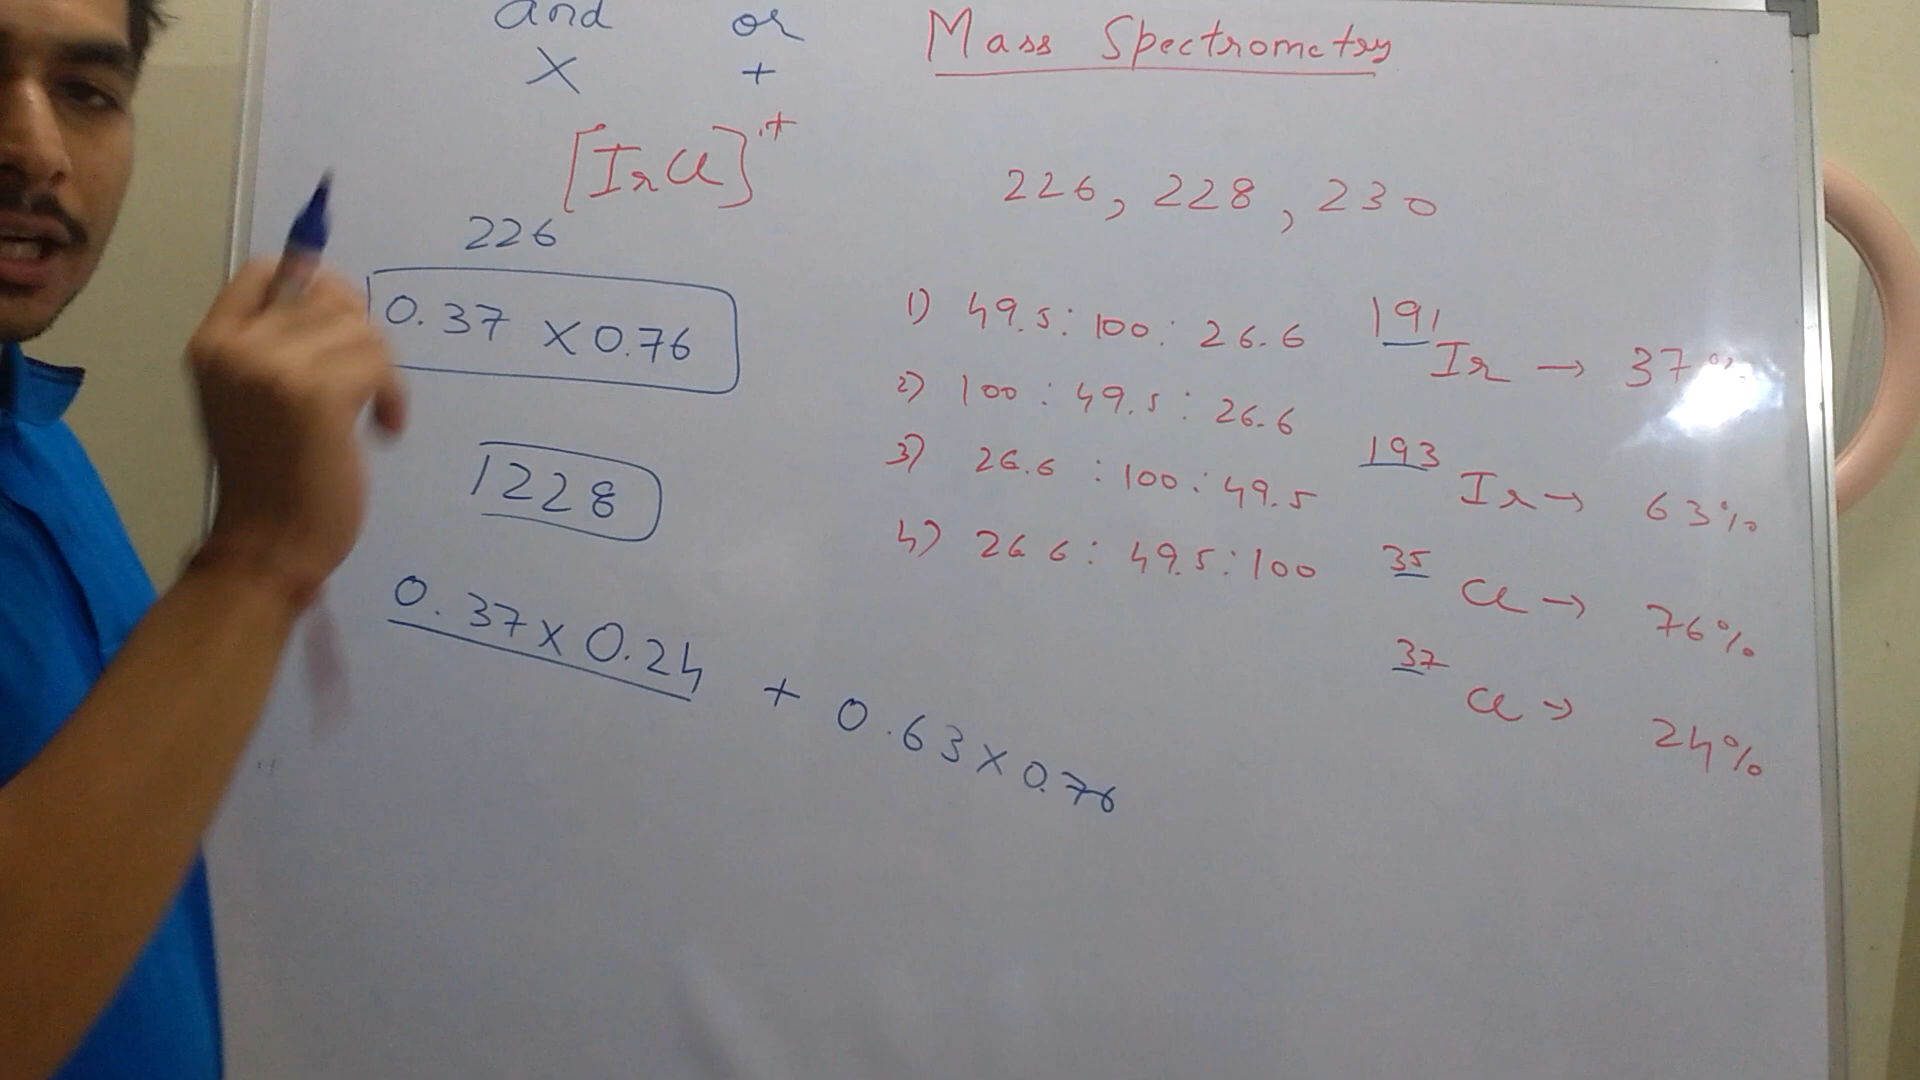 and or
X +
Mass Spectrometry
[IrCl]·+
226, 228, 230
226
0.37 x 0.76
1) 49.5 : 100 : 26.6
2) 100 : 49.5 : 26.6
3) 26.6 : 100 : 49.5
4) 26 6 : 49.5 : 100
191 Ir → 37%
193 Ir → 63%
35 Cl → 76%
37 Cl → 24%
228
0.37 x 0.24 + 0.63 x 0.76